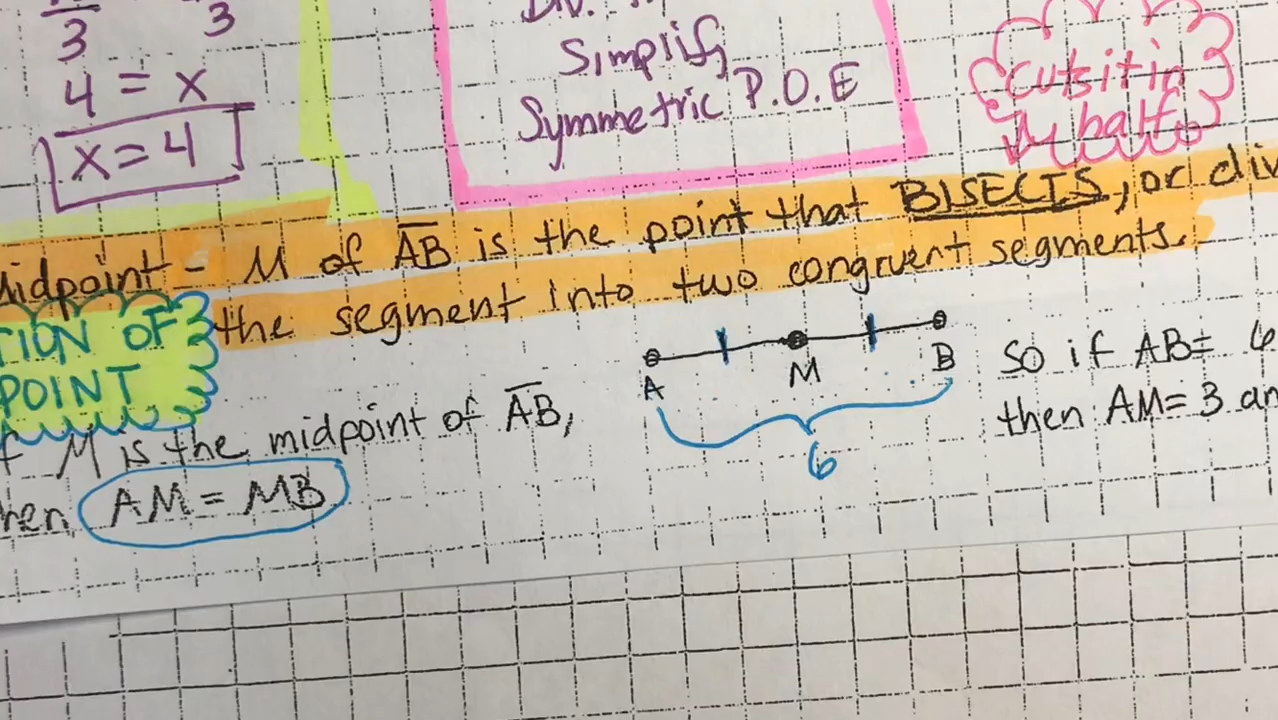 3
3
4 = x
x = 4
Simplify
Symmetric P.O.E
cuts it in
half
Midpoint - M of AB is the point that BISECTS, or div
the segment into two congruent segments.
TION OF
POINT
A M B
6
So if AB = 6
then AM = 3 an
f M is the midpoint of AB,
hen AM = MB